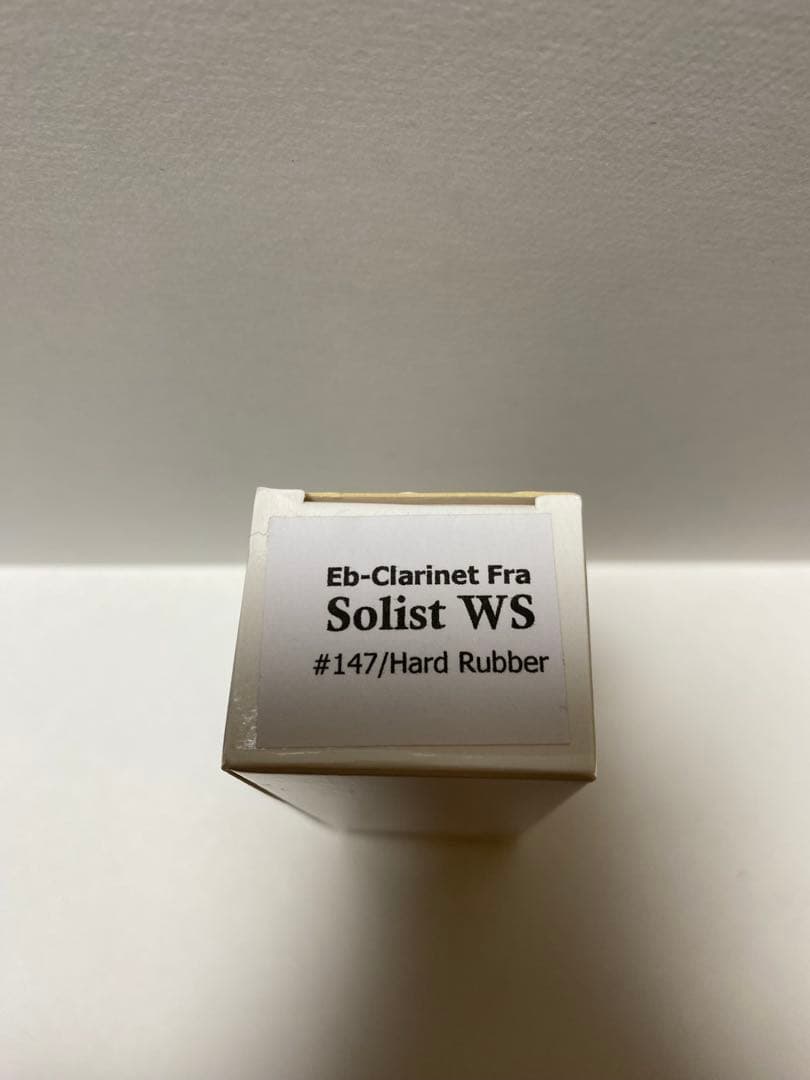 Eb-Clarinet Fra
Solist WS
#147/Hard Rubber